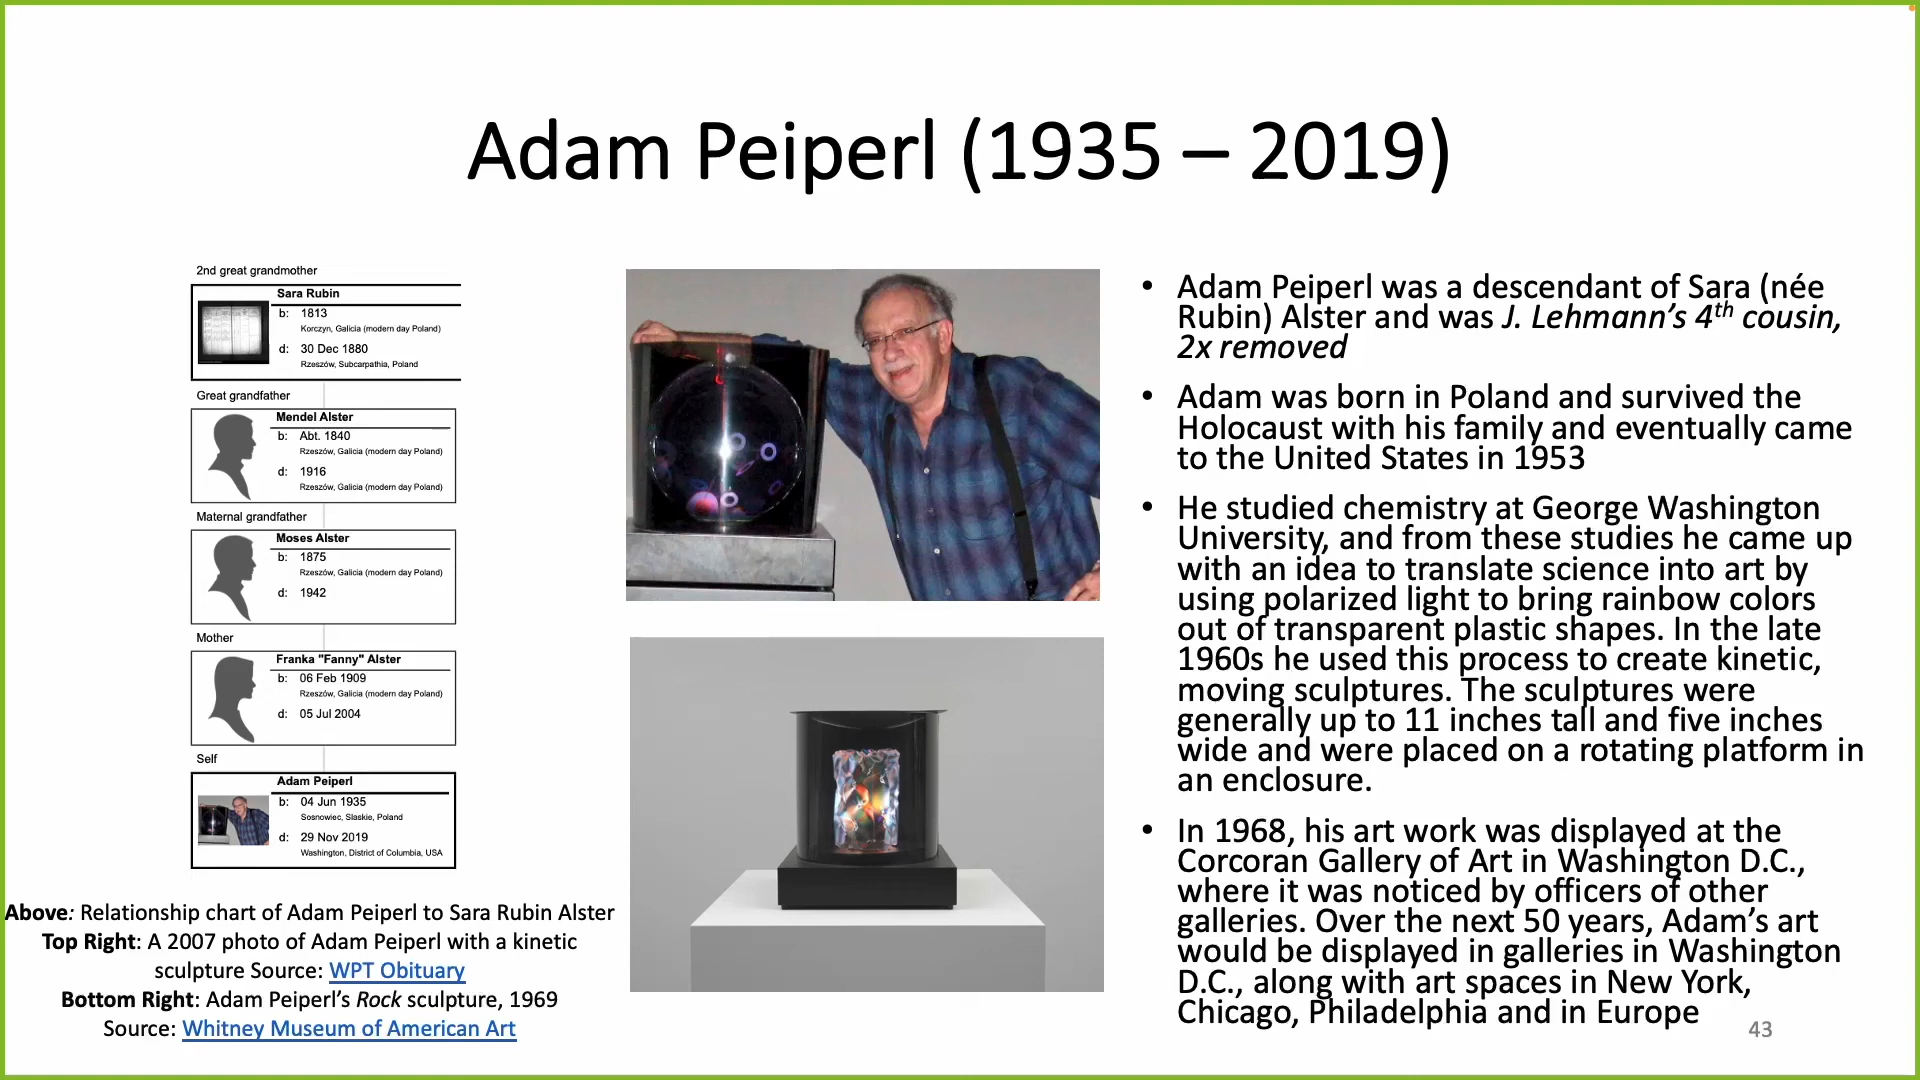 Adam Peiperl (1935 – 2019)
2nd great grandmother
Sara Rubin
b: 1813
Korczyn, Galicia (modern day Poland)
d: 30 Dec 1880
Rzeszów, Subcarpathia, Poland
Great grandfather
Mendel Alster
b: Abt. 1840
Rzeszów, Galicia (modern day Poland)
d: 1916
Rzeszów, Galicia (modern day Poland)
Maternal grandfather
Moses Alster
b: 1875
Rzeszów, Galicia (modern day Poland)
d: 1942
Mother
Franka "Fanny" Alster
b: 06 Feb 1909
Rzeszów, Galicia (modern day Poland)
d: 05 Jul 2004
Self
Adam Peiperl
b: 04 Jun 1935
Sosnowiec, Slaskie, Poland
d: 29 Nov 2019
Washington, District of Columbia, USA
Above: Relationship chart of Adam Peiperl to Sara Rubin Alster
Top Right: A 2007 photo of Adam Peiperl with a kinetic
sculpture Source: WPT Obituary
Bottom Right: Adam Peiperl’s Rock sculpture, 1969
Source: Whitney Museum of American Art
• Adam Peiperl was a descendant of Sara (née
Rubin) Alster and was J. Lehmann’s 4th cousin,
2x removed
• Adam was born in Poland and survived the
Holocaust with his family and eventually came
to the United States in 1953
• He studied chemistry at George Washington
University, and from these studies he came up
with an idea to translate science into art by
using polarized light to bring rainbow colors
out of transparent plastic shapes. In the late
1960s he used this process to create kinetic,
moving sculptures. The sculptures were
generally up to 11 inches tall and five inches
wide and were placed on a rotating platform in
an enclosure.
• In 1968, his art work was displayed at the
Corcoran Gallery of Art in Washington D.C.,
where it was noticed by officers of other
galleries. Over the next 50 years, Adam’s art
would be displayed in galleries in Washington
D.C., along with art spaces in New York,
Chicago, Philadelphia and in Europe
43